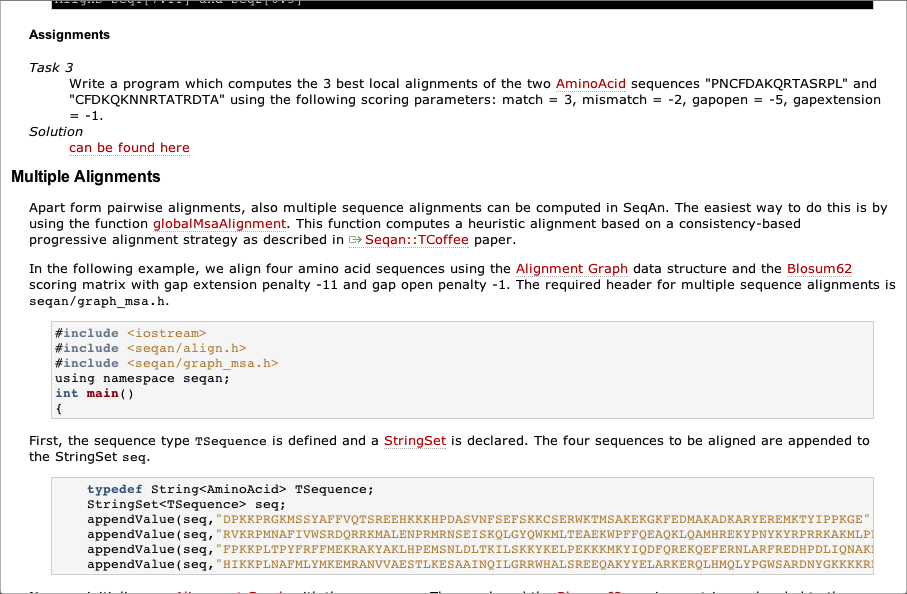 Assignments
Task 3
Write a program which computes the 3 best local alignments of the two AminoAcid sequences "PNCFDAKQRTASRPL" and
"CFDKQKNNRTATRDTA" using the following scoring parameters: match = 3, mismatch = -2, gapopen = -5, gapextension
= -1.
Solution
can be found here
Multiple Alignments
Apart form pairwise alignments, also multiple sequence alignments can be computed in SeqAn. The easiest way to do this is by
using the function globalMsaAlignment. This function computes a heuristic alignment based on a consistency-based
progressive alignment strategy as described in Seqan::TCoffee paper.
In the following example, we align four amino acid sequences using the Alignment Graph data structure and the Blosum62
scoring matrix with gap extension penalty -11 and gap open penalty -1. The required header for multiple sequence alignments is
seqan/graph_msa.h.
#include <iostream>
#include <seqan/align.h>
#include <seqan/graph_msa.h>
using namespace seqan;
int main()
{
First, the sequence type TSequence is defined and a StringSet is declared. The four sequences to be aligned are appended to
the StringSet seq.
typedef String<AminoAcid> TSequence;
StringSet<TSequence> seq;
appendValue(seq,"DPKKPRGKMSSYAFFVQTSREEHKKKHPDASVNFSEFSKKCSERWKTMSAKEKGKFEDMAKADKARYEREMKTYIPPKGE"
appendValue(seq,"RVKRPMNAFIVWSRDQRRKMALENPRMRNSEISKQLGYQWKMLTEAEKWPFFQEAQKLQAMHREKYPNYKYRPRRKAKMLP
appendValue(seq,"FPKKPLTPYFRFFMEKRAKYAKLHPEMSNLDLTKILSKKYKELPEKKKMKYIQDFQREKQEFERNLARFREDHPDLIQNAK
appendValue(seq,"HIKKPLNAFMLYMKEMRANVVAESTLKESAAINQILGRRWHALSREEQAKYYELARKERQLHMQLYPGWSARDNYGKKKKR